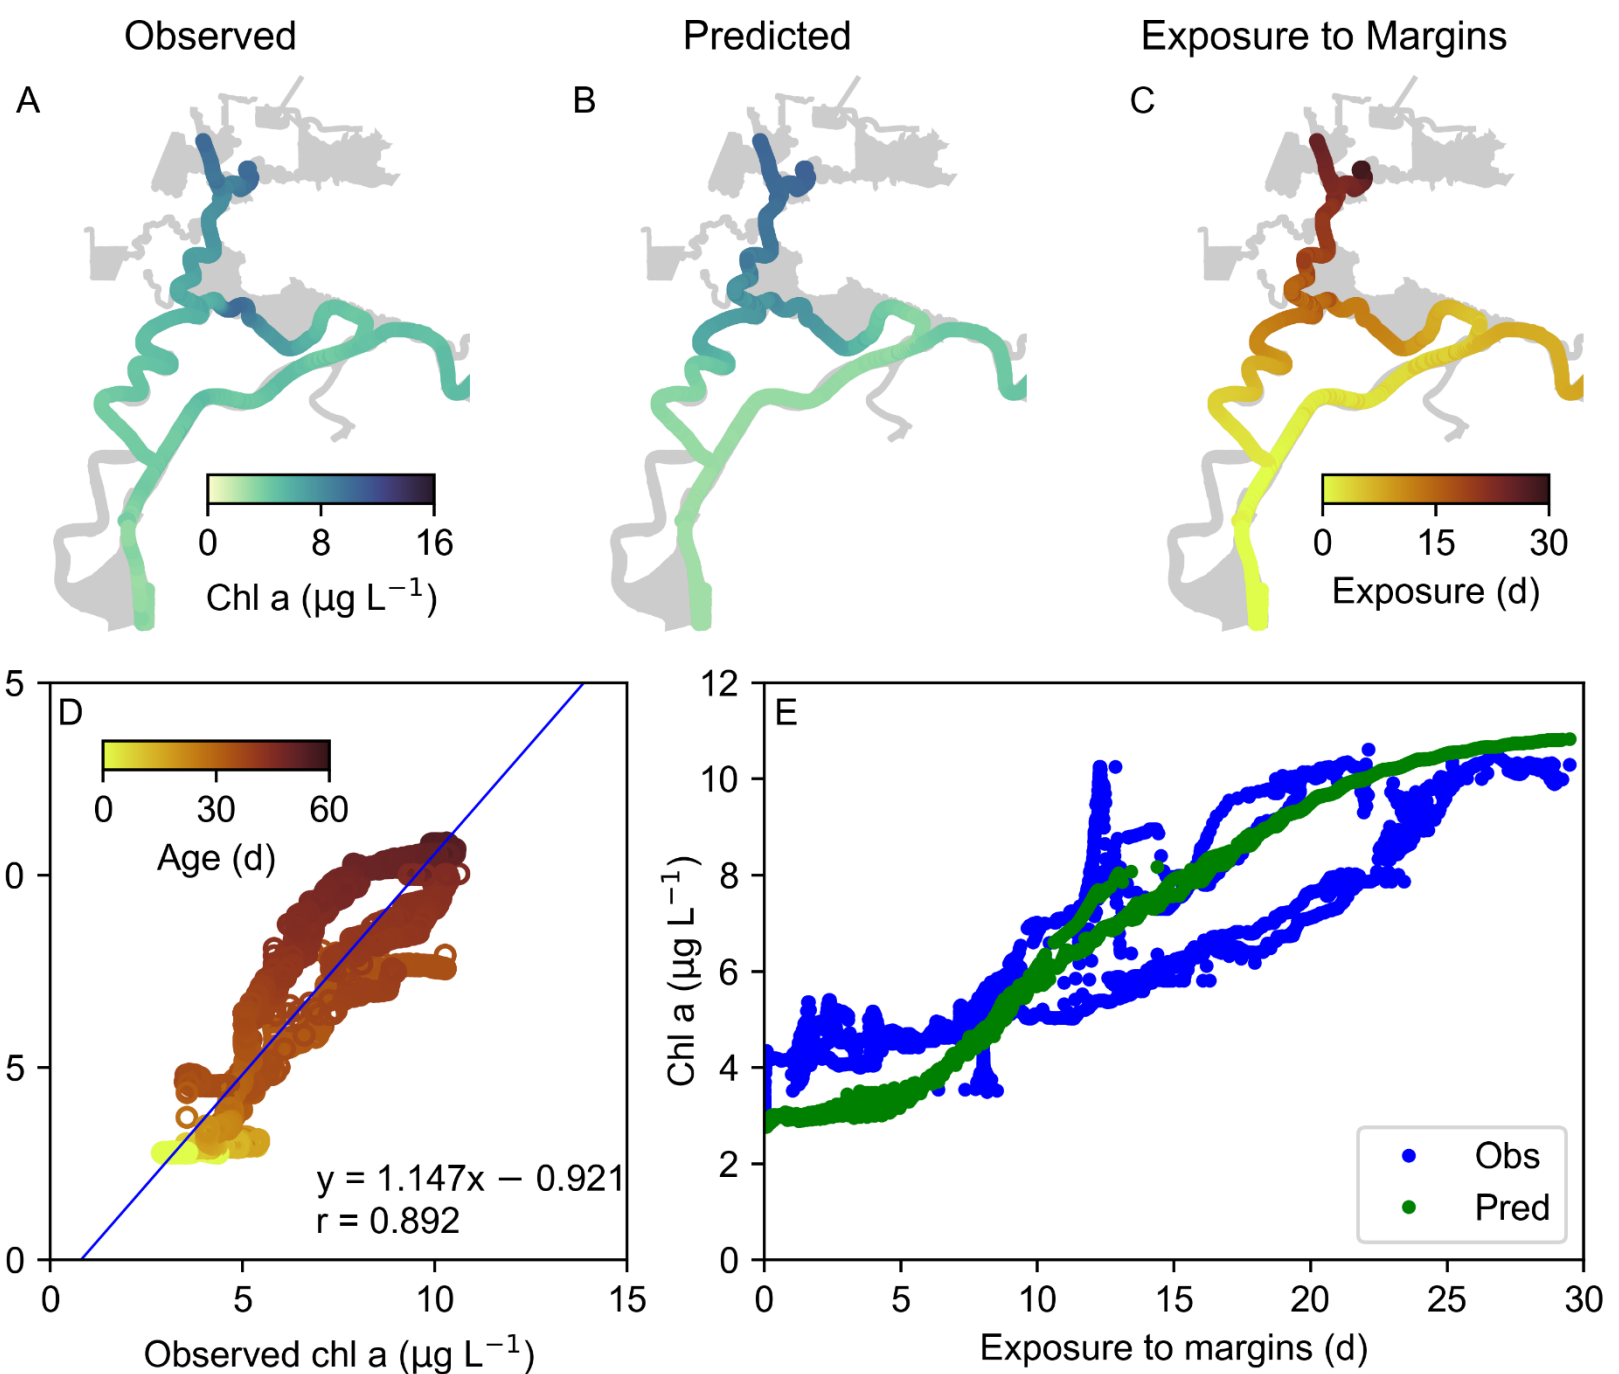 Observed
Predicted
Exposure to Margins
A
B
C
0 8 16
Chl a (µg L⁻¹)
0 15 30
Exposure (d)
D
0 30 60
Age (d)
y = 1.147x − 0.921
r = 0.892
5
0
5
0
0 5 10 15
Observed chl a (µg L⁻¹)
E
12
10
8
6
4
2
0
Chl a (µg L⁻¹)
Obs
Pred
0 5 10 15 20 25 30
Exposure to margins (d)